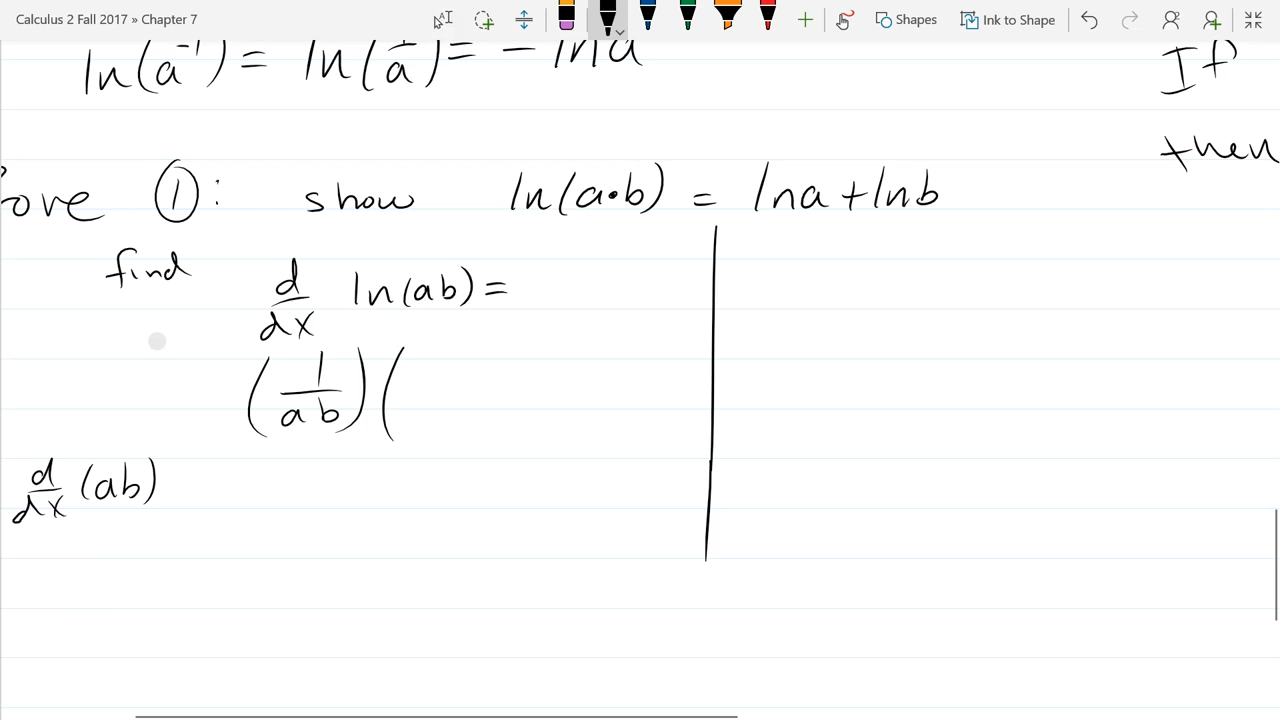 Calculus 2 Fall 2017 » Chapter 7
Shapes
Ink to Shape
ln(a⁻¹) = ln(1/a) = - ln a
If
then
ove ①: show ln(a•b) = ln a + ln b
find d/dx ln(ab) =
(1/ab)(
d/dx (ab)